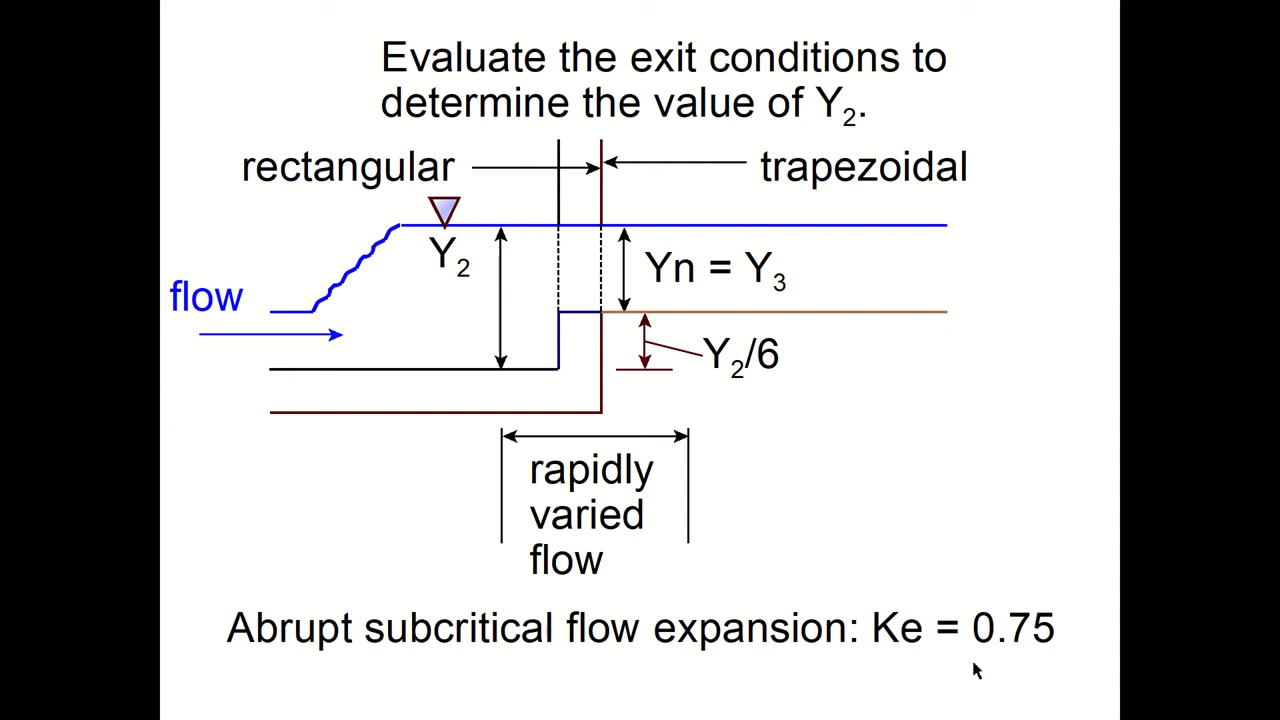 Evaluate the exit conditions to
determine the value of Y₂.
rectangular
trapezoidal
Y₂
Yn = Y₃
flow
Y₂/6
rapidly
varied
flow
Abrupt subcritical flow expansion: Ke = 0.75